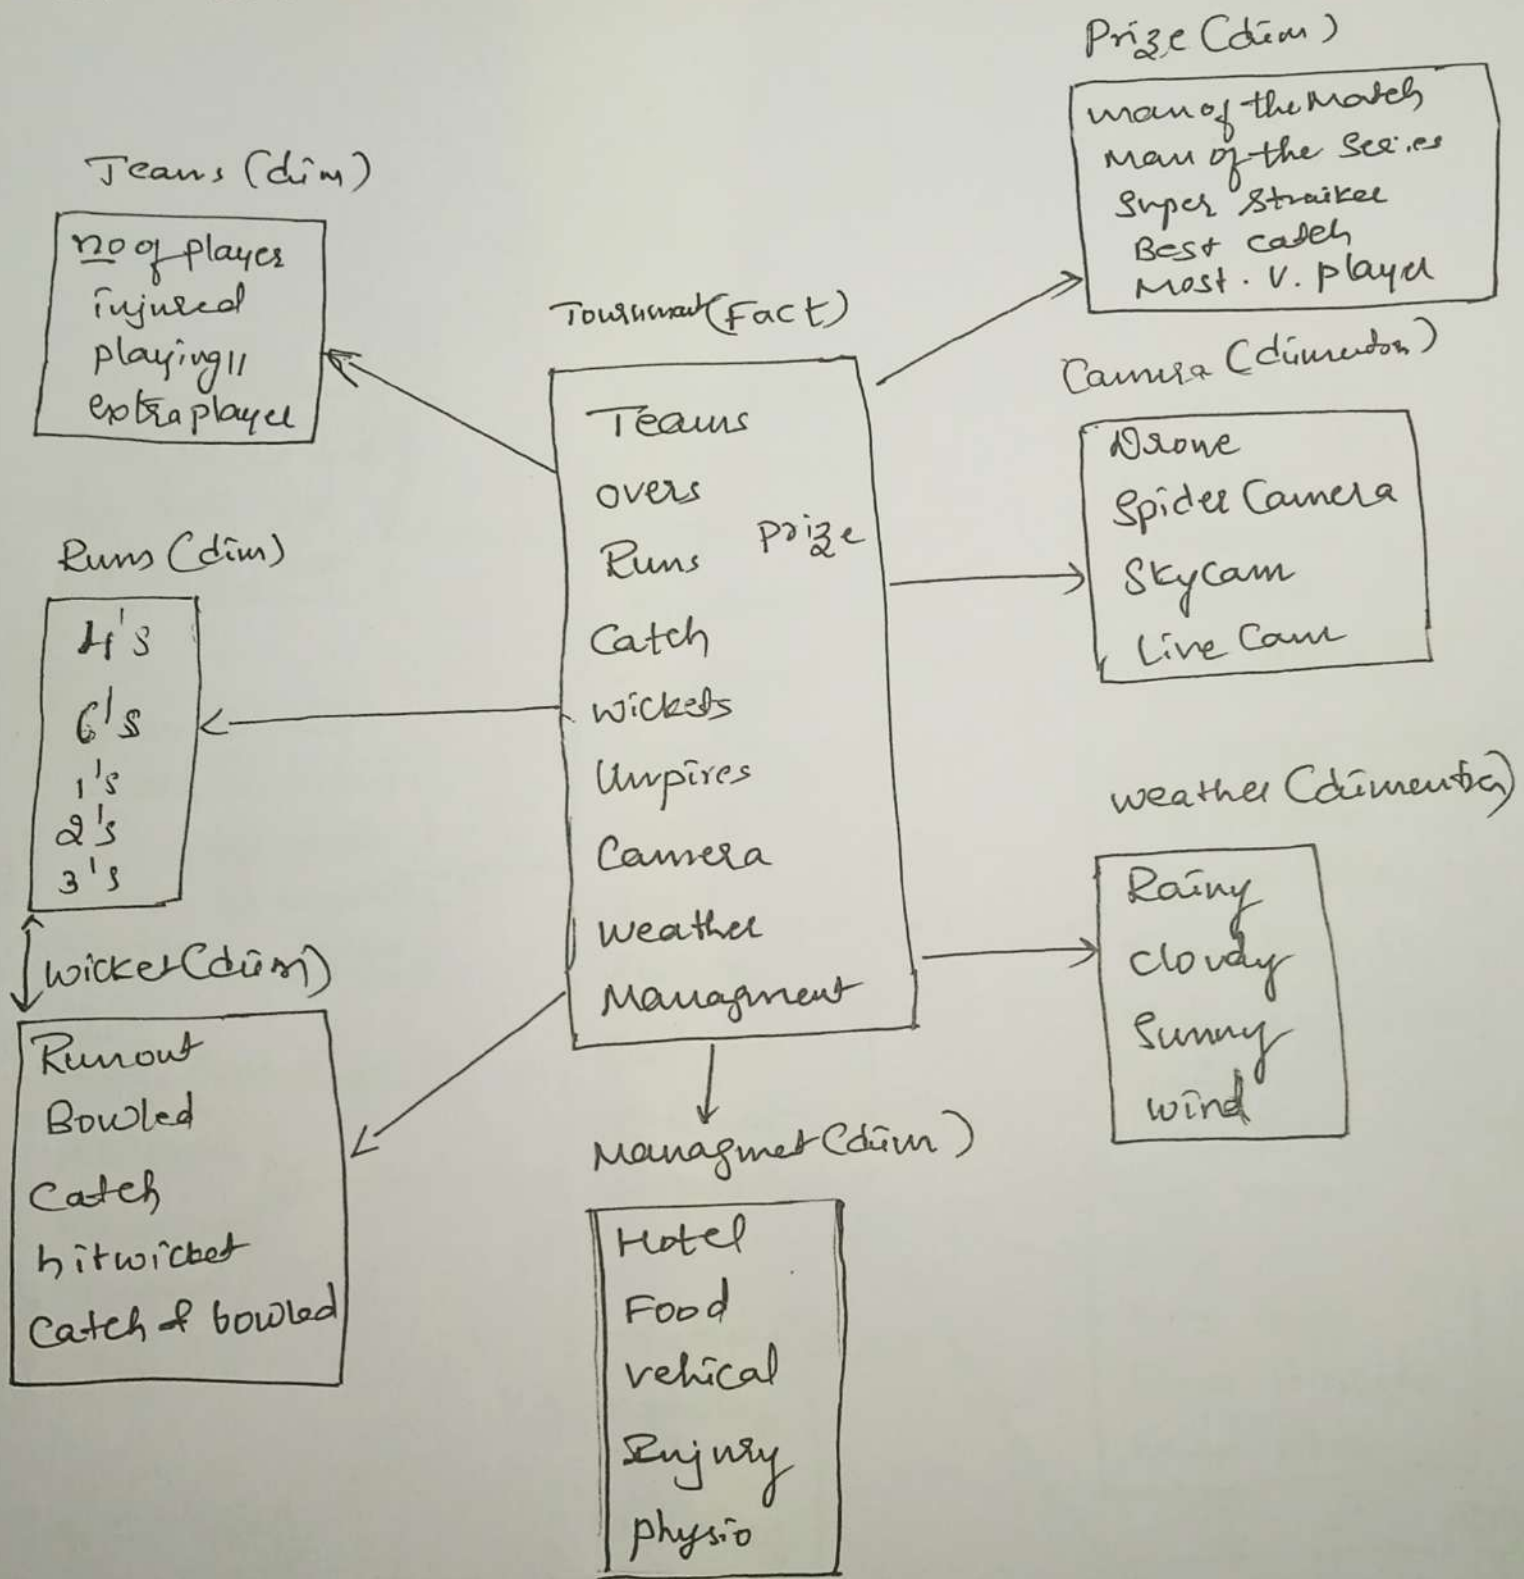 Prize (dim)
man of the Match
Man of the Series
Super Straiker
Best catch
Most. V. player
Teams (dim)
no of player
injured
playing 11
extra player
Tournament (Fact)
Teams
overs
Runs
Prize
Catch
wickets
Umpires
Camera
weather
Managment
Camera (dimension)
Drone
Spider Camera
Skycam
Live Cam
Runs (dim)
4's
6's
1's
2's
3's
weather (dimention)
Rainy
cloudy
Sunny
wind
wicket (dim)
Runout
Bowled
Catch
hitwicket
Catch & bowled
Managmet (dim)
Hotel
Food
vehical
Injury
physio